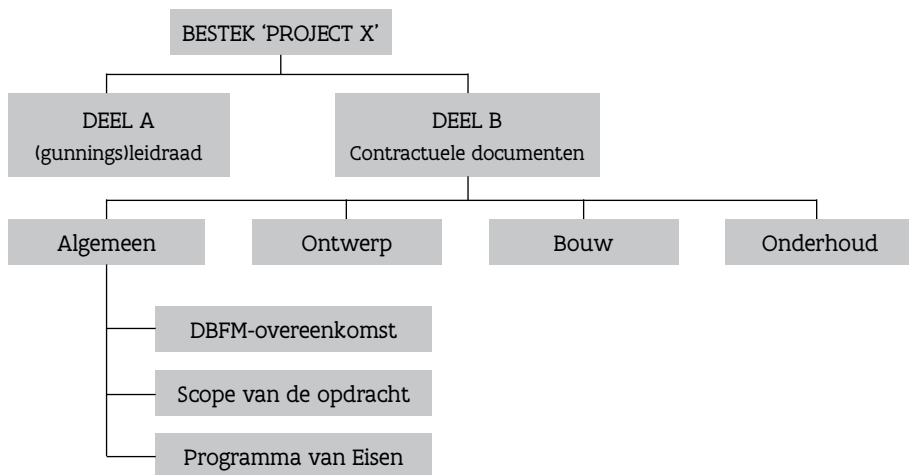 BESTEK ‘PROJECT X’
DEEL A
(gunnings)leidraad
DEEL B
Contractuele documenten
Algemeen
Ontwerp
Bouw
Onderhoud
DBFM-overeenkomst
Scope van de opdracht
Programma van Eisen